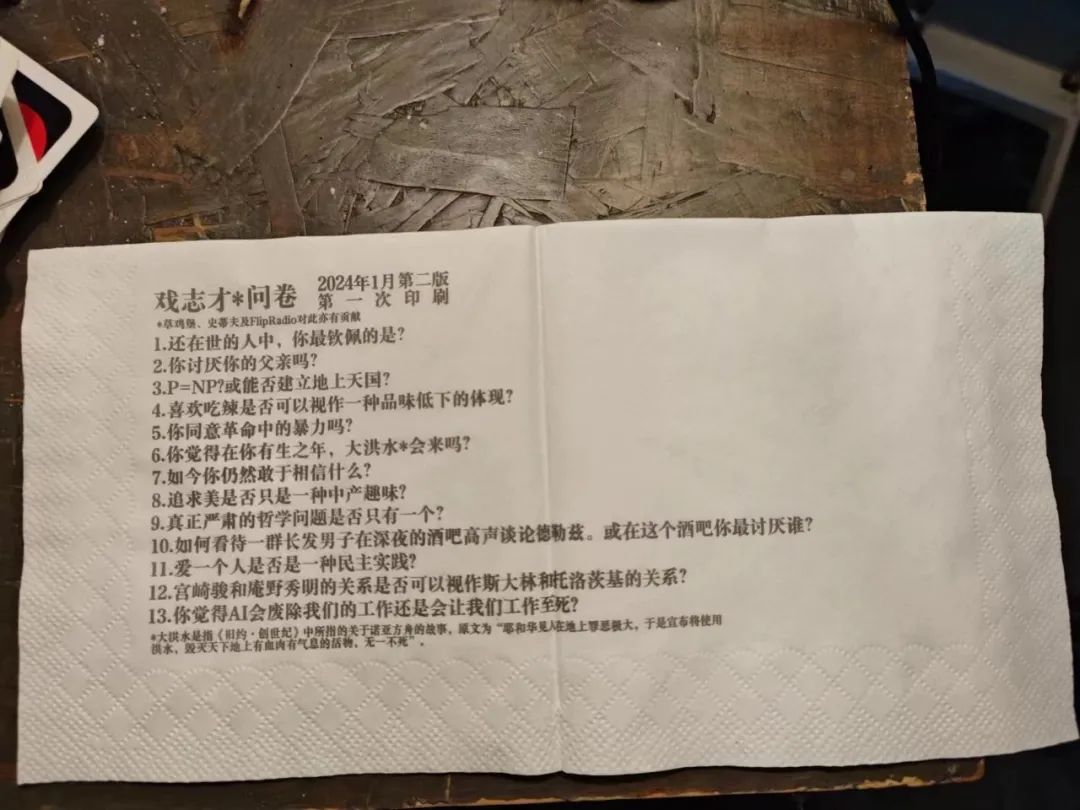 戏志才*问卷 2024年1月第二版
第一次印刷
*草鸡堡、史蒂夫及FlipRadio对此亦有贡献
1.还在世的人中，你最钦佩的是?
2.你讨厌你的父亲吗?
3.P=NP?或能否建立地上天国?
4.喜欢吃辣是否可以视作一种品味低下的体现?
5.你同意革命中的暴力吗?
6.你觉得在你有生之年，大洪水*会来吗?
7.如今你仍然敢于相信什么?
8.追求美是否只是一种中产趣味?
9.真正严肃的哲学问题是否只有一个?
10.如何看待一群长发男子在深夜的酒吧高声谈论德勒兹。或在这个酒吧你最讨厌谁?
11.爱一个人是否是一种民主实践?
12.宫崎骏和庵野秀明的关系是否可以视作斯大林和托洛茨基的关系?
13.你觉得AI会废除我们的工作还是会让我们工作至死?
*大洪水是指《旧约·创世纪》中所指的关于诺亚方舟的故事，原文为“耶和华见人在地上罪恶极大，于是宣布将使用
洪水，毁灭天下地上有血肉有气息的活物，无一不死”。